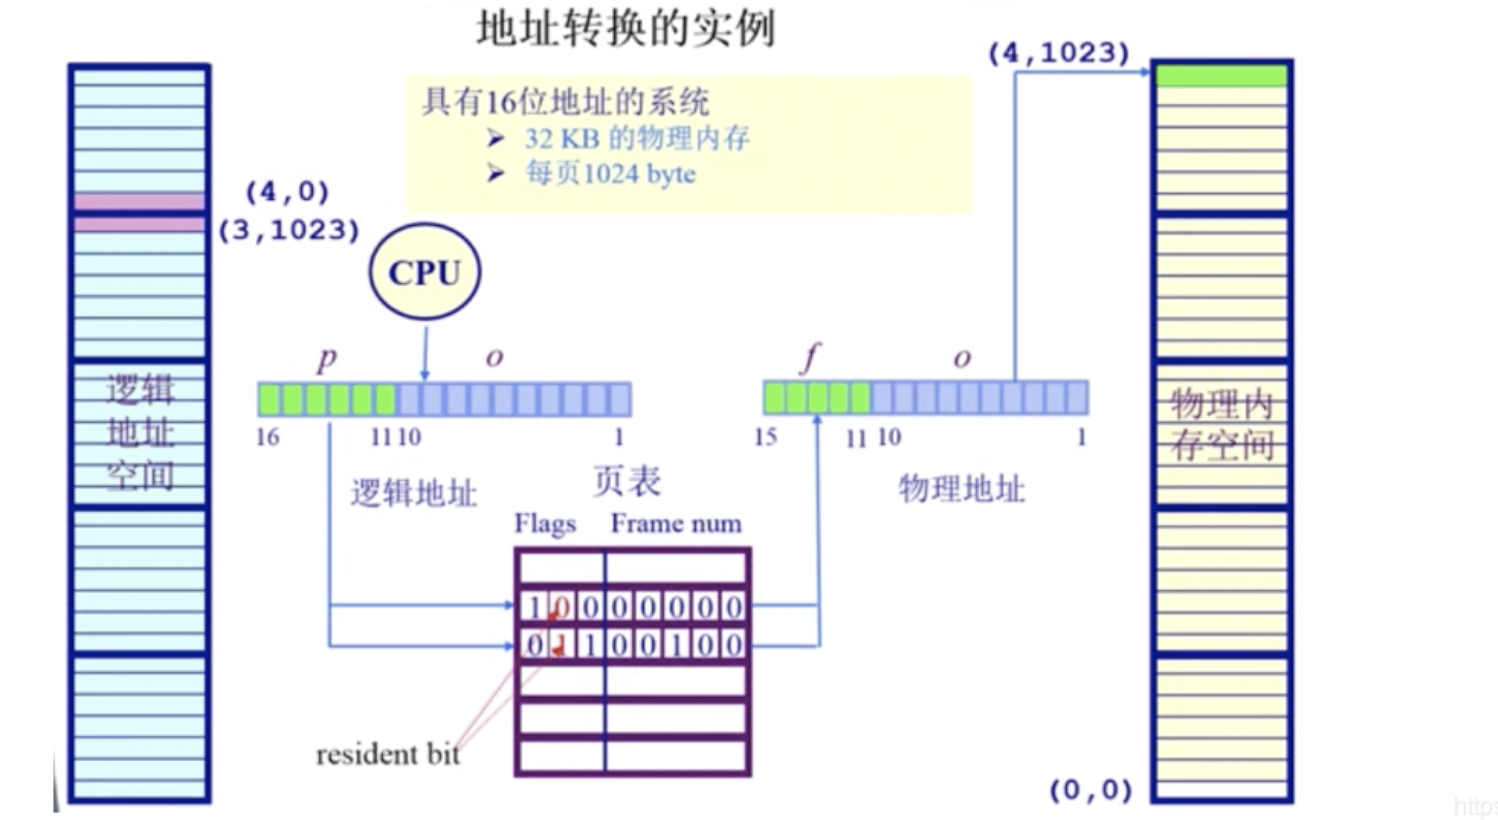 地址转换的实例
(4,1023)
具有16位地址的系统
➢ 32 KB 的物理内存
➢ 每页1024 byte
(4,0)
(3,1023)
CPU
p
o
f
o
16
11 10
1
15
11 10
1
逻辑
地址
空间
物理内
存空间
逻辑地址
页表
物理地址
Flags
Frame num
1 0 0 0 0 0 0 0
0 1 1 0 0 1 0 0
resident bit
(0,0)
https